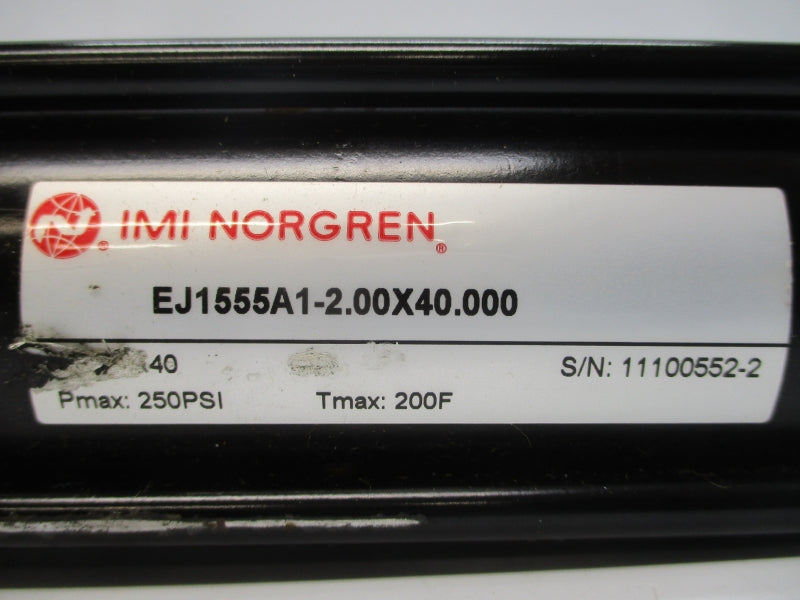 IMI NORGREN®
EJ1555A1-2.00X40.000
40
S/N: 11100552-2
Pmax: 250PSI Tmax: 200F